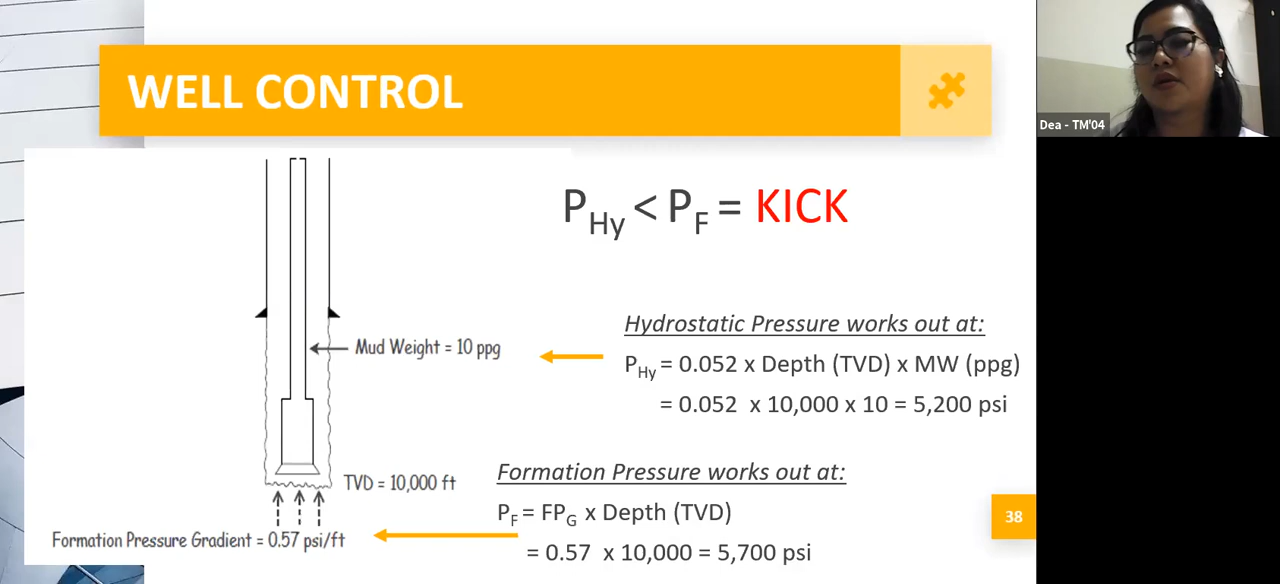 WELL CONTROL
Dea - TM'04
P_Hy < P_F = KICK
Hydrostatic Pressure works out at:
Mud Weight = 10 ppg
P_Hy = 0.052 x Depth (TVD) x MW (ppg)
= 0.052 x 10,000 x 10 = 5,200 psi
Formation Pressure works out at:
TVD = 10,000 ft
P_F = FP_G x Depth (TVD)
38
Formation Pressure Gradient = 0.57 psi/ft
= 0.57 x 10,000 = 5,700 psi